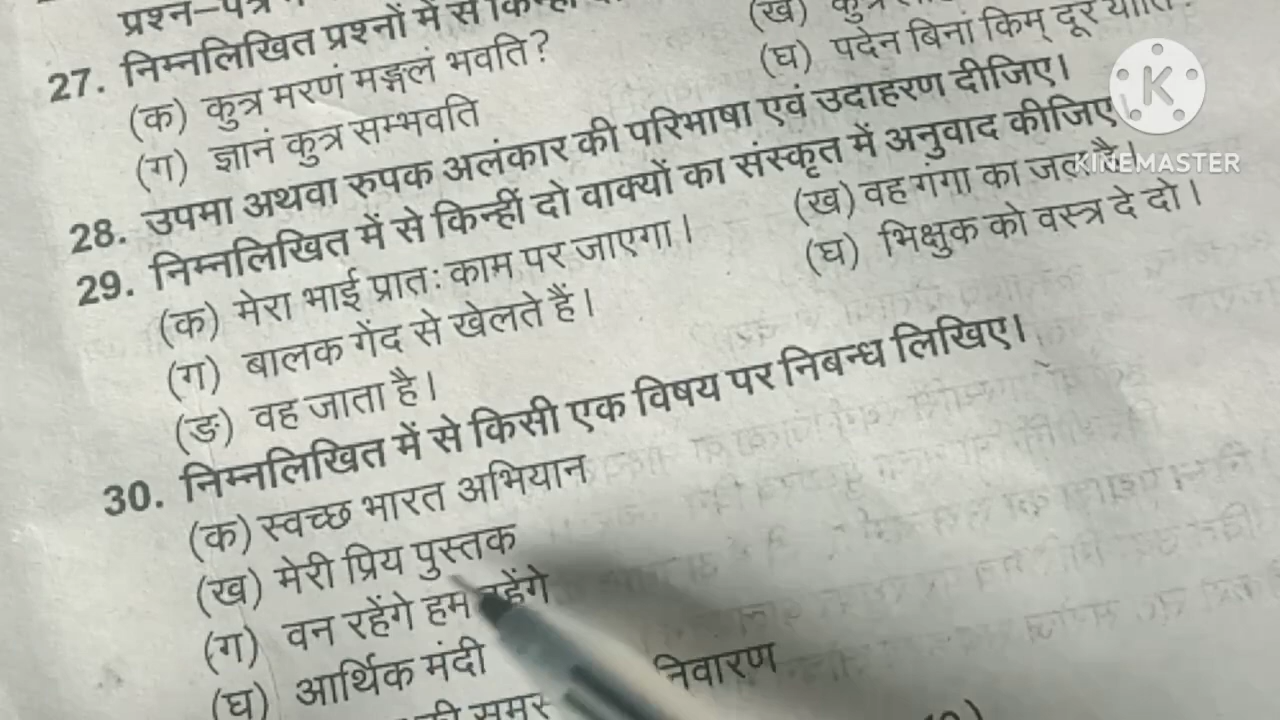 प्रश्न-पत्र
27. निम्नलिखित प्रश्नों में से
(क) कुत्र मरणं मङ्गलं भवति?
(ख) कुत्र
(ग) ज्ञानं कुत्र सम्भवति
(घ) पदेन बिना किम् दूरं याति
28. उपमा अथवा रुपक अलंकार की परिभाषा एवं उदाहरण दीजिए।
29. निम्नलिखित में से किन्हीं दो वाक्यों का संस्कृत में अनुवाद कीजिए।
(क) मेरा भाई प्रातः काम पर जाएगा।
(ख) वह गंगा का जल है।
(ग) बालक गेंद से खेलते हैं।
(घ) भिक्षुक को वस्त्र दे दो।
(ङ) वह जाता है।
30. निम्नलिखित में से किसी एक विषय पर निबन्ध लिखिए।
(क) स्वच्छ भारत अभियान
(ख) मेरी प्रिय पुस्तक
(ग) वन रहेंगे हम रहेंगे
(घ) आर्थिक मंदी
निवारण
K
KINEMASTER